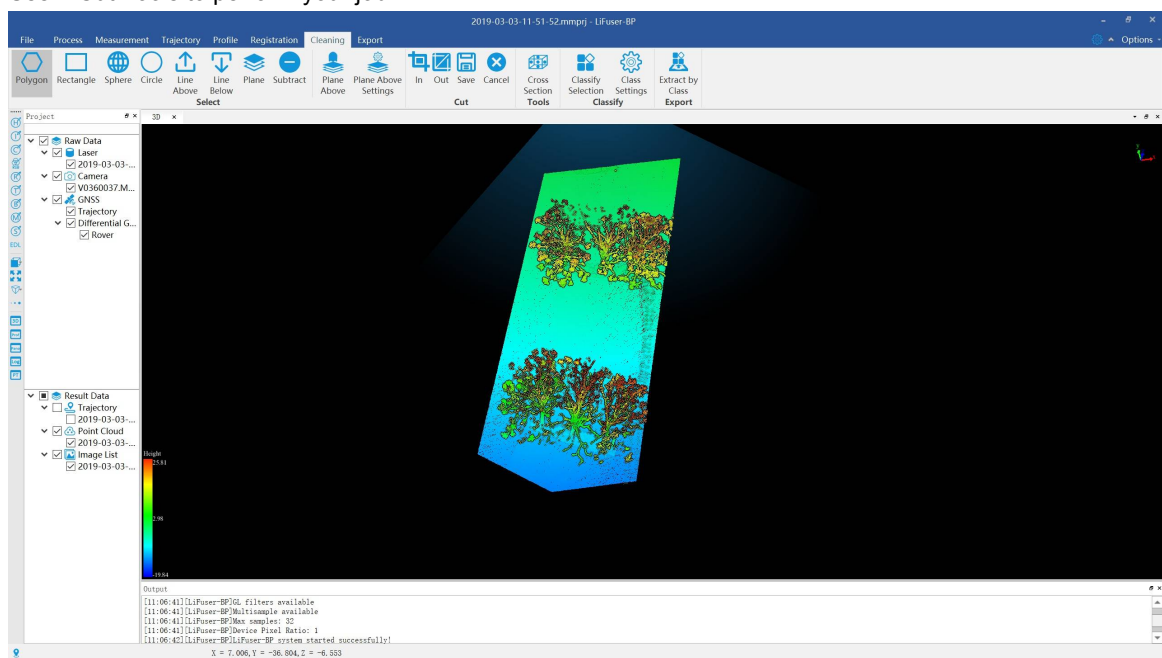 2019-03-03-11-51-52.mmprj - LiFuser-BP
File Process Measurement Trajectory Profile Registration Cleaning Export Options
Polygon Rectangle Sphere Circle Line Above Line Below Plane Subtract Plane Above Plane Above Settings In Out Save Cancel Cross Section Classify Selection Class Settings Extract by Class
Select Cut Tools Classify Export
Project
3D
Raw Data
Laser
2019-03-03-...
Camera
V0360037.M...
GNSS
Trajectory
Differential G...
Rover
EDL
Result Data
Trajectory
2019-03-03-...
Point Cloud
2019-03-03-...
Image List
2019-03-03-...
Height
25.81
2.98
-19.84
Output
[11:06:41][LiFuser-BP]GL filters available
[11:06:41][LiFuser-BP]Multisample available
[11:06:41][LiFuser-BP]Max samples: 32
[11:06:41][LiFuser-BP]Device Pixel Ratio: 1
[11:06:42][LiFuser-BP]LiFuser-BP system started successfully!
X = 7.006, Y = -36.804, Z = -6.553